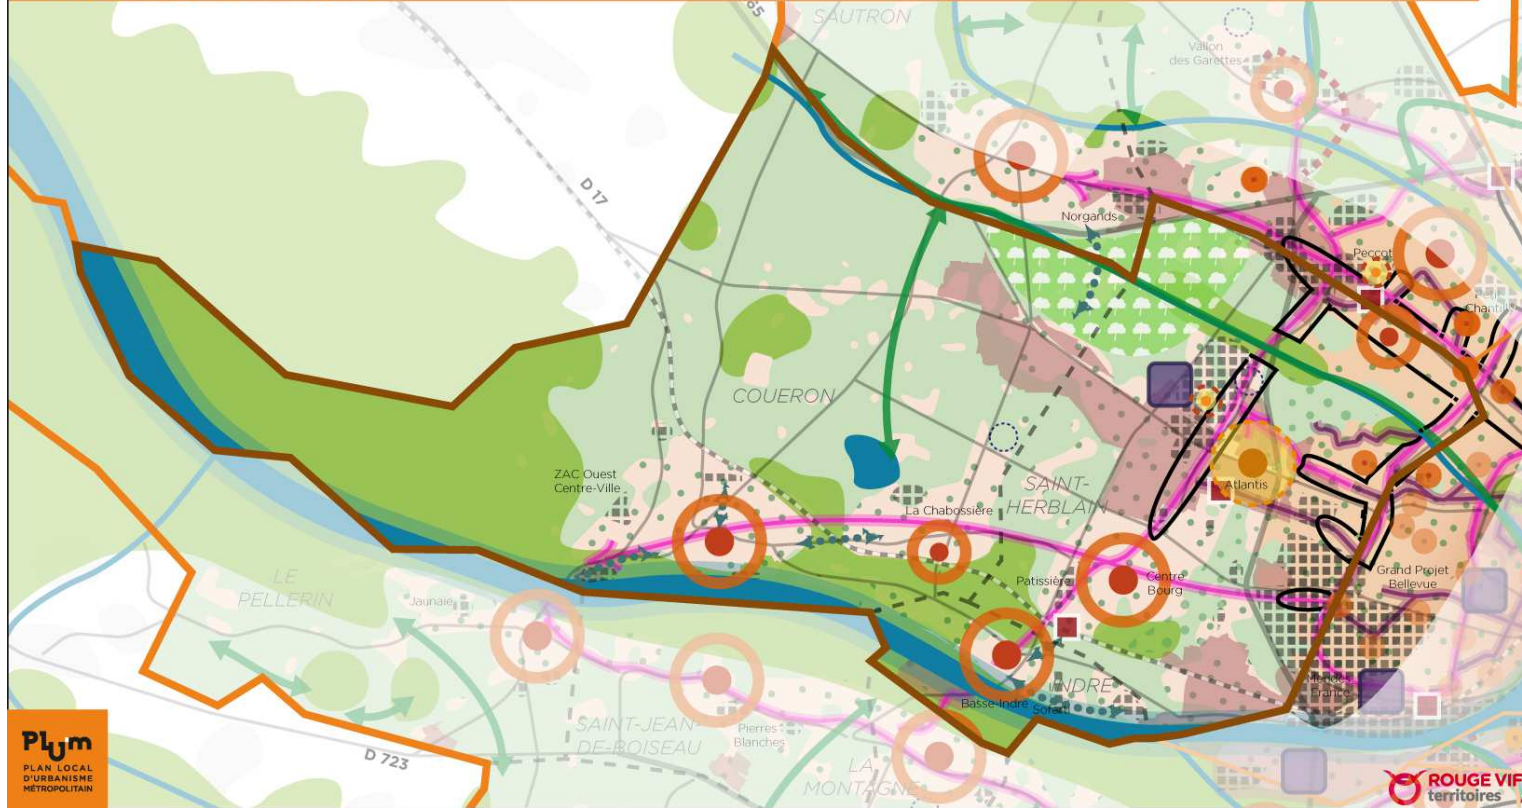 65
SAUTRON
Vallon
des Garettes
D 17
Norgands
Peccot
Chantilly
COUERON
ZAC Ouest
Centre-Ville
SAINT-
HERBLAIN
Atlantis
La Chabossière
Patissière
Centre
Bourg
Grand Projet
Bellevue
LE
PELLERIN
Jaunaie
INDRE
Basse-Indre
SAINT-JEAN-
DE-BOISEAU
Pierres
Blanches
D 723
LA
MONTAGNE
PLUm
PLAN LOCAL
D'URBANISME
MÉTROPOLITAIN
ROUGE VIF
territoires